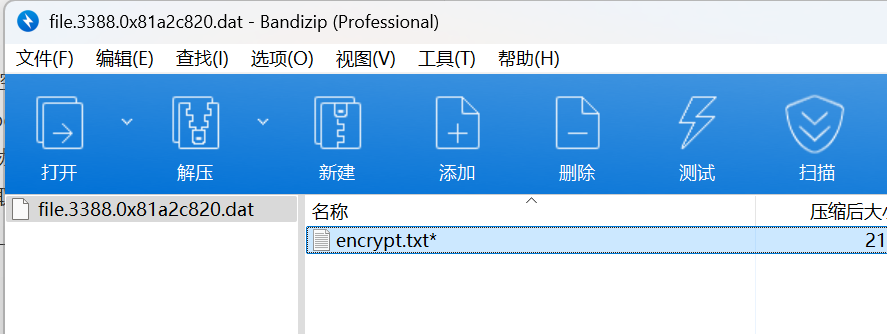 file.3388.0x81a2c820.dat - Bandizip (Professional)
文件(F) 编辑(E) 查找(I) 选项(O) 视图(V) 工具(T) 帮助(H)
打开 解压 新建 添加 删除 测试 扫描
file.3388.0x81a2c820.dat
名称 压缩后大小
encrypt.txt* 21